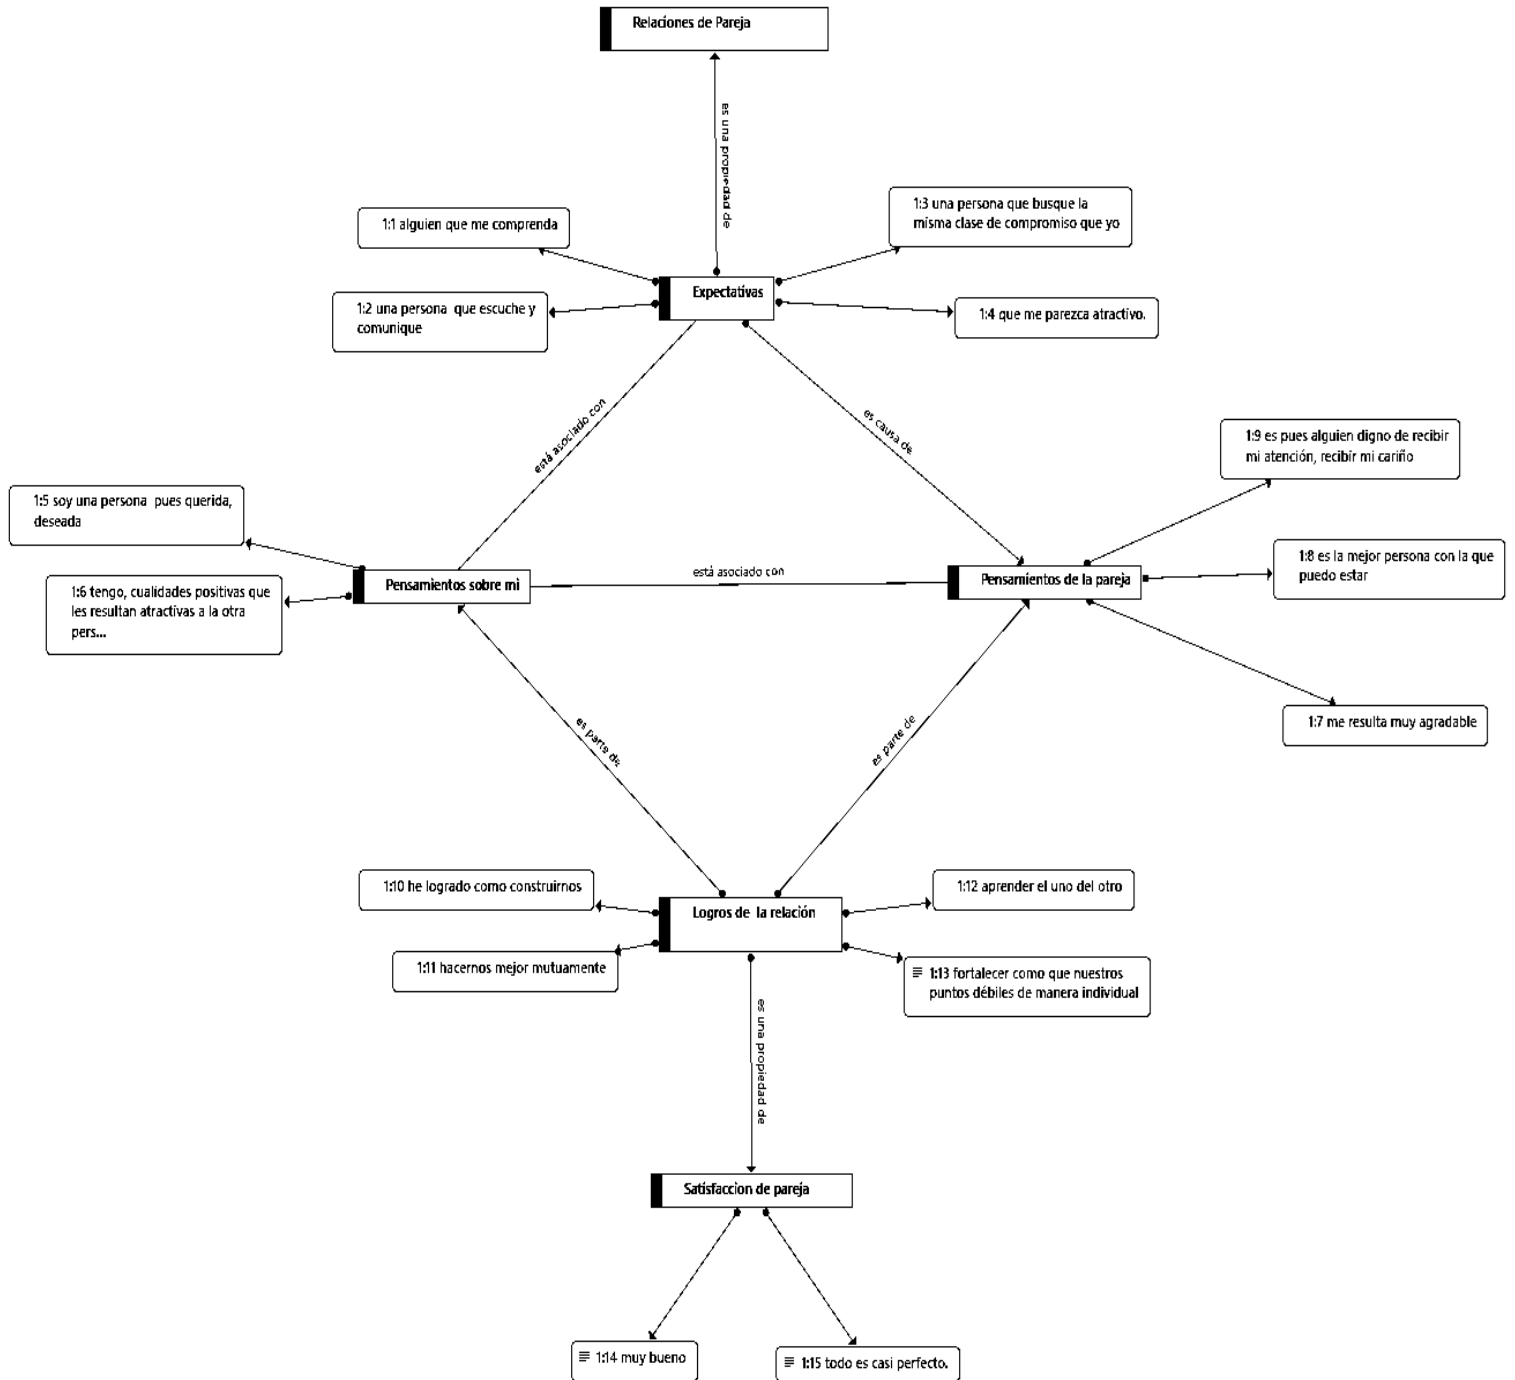 Relaciones de Pareja
es una propiedad de
1:1 alguien que me comprenda
1:3 una persona que busque la
misma clase de compromiso que yo
Expectativas
1:2 una persona que escuche y
comunique
1:4 que me parezca atractivo.
está asociado con
es causa de
1:9 es pues alguien digno de recibir
mi atención, recibir mi cariño
1:5 soy una persona pues querida,
deseada
1:8 es la mejor persona con la que
puedo estar
Pensamientos sobre mi
está asociado con
Pensamientos de la pareja
1:6 tengo, cualidades positivas que
les resultan atractivas a la otra
pers...
1:7 me resulta muy agradable
es parte de
es parte de
1:10 he logrado como construirnos
1:12 aprender el uno del otro
Logros de la relación
1:11 hacernos mejor mutuamente
1:13 fortalecer como que nuestros
puntos débiles de manera individual
es una propiedad de
Satisfaccion de pareja
1:14 muy bueno
1:15 todo es casi perfecto.